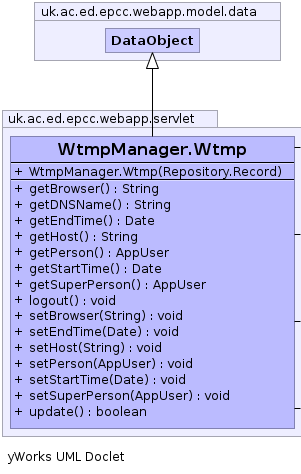 uk.ac.ed.epcc.webapp.model.data
DataObject
uk.ac.ed.epcc.webapp.servlet
WtmpManager.Wtmp
+ WtmpManager.Wtmp(Repository.Record)
+ getBrowser() : String
+ getDNSName() : String
+ getEndTime() : Date
+ getHost() : String
+ getPerson() : AppUser
+ getStartTime() : Date
+ getSuperPerson() : AppUser
+ logout() : void
+ setBrowser(String) : void
+ setEndTime(Date) : void
+ setHost(String) : void
+ setPerson(AppUser) : void
+ setStartTime(Date) : void
+ setSuperPerson(AppUser) : void
+ update() : boolean
yWorks UML Doclet